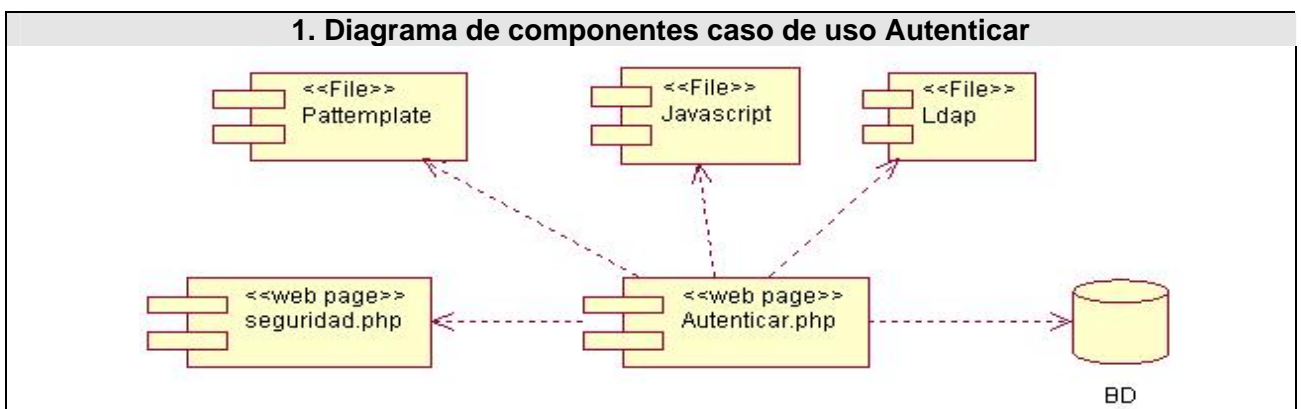 1. Diagrama de componentes caso de uso Autenticar
<<File>>
Pattemplate
<<File>>
Javascript
<<File>>
Ldap
<<web page>>
seguridad.php
<<web page>>
Autenticar.php
BD